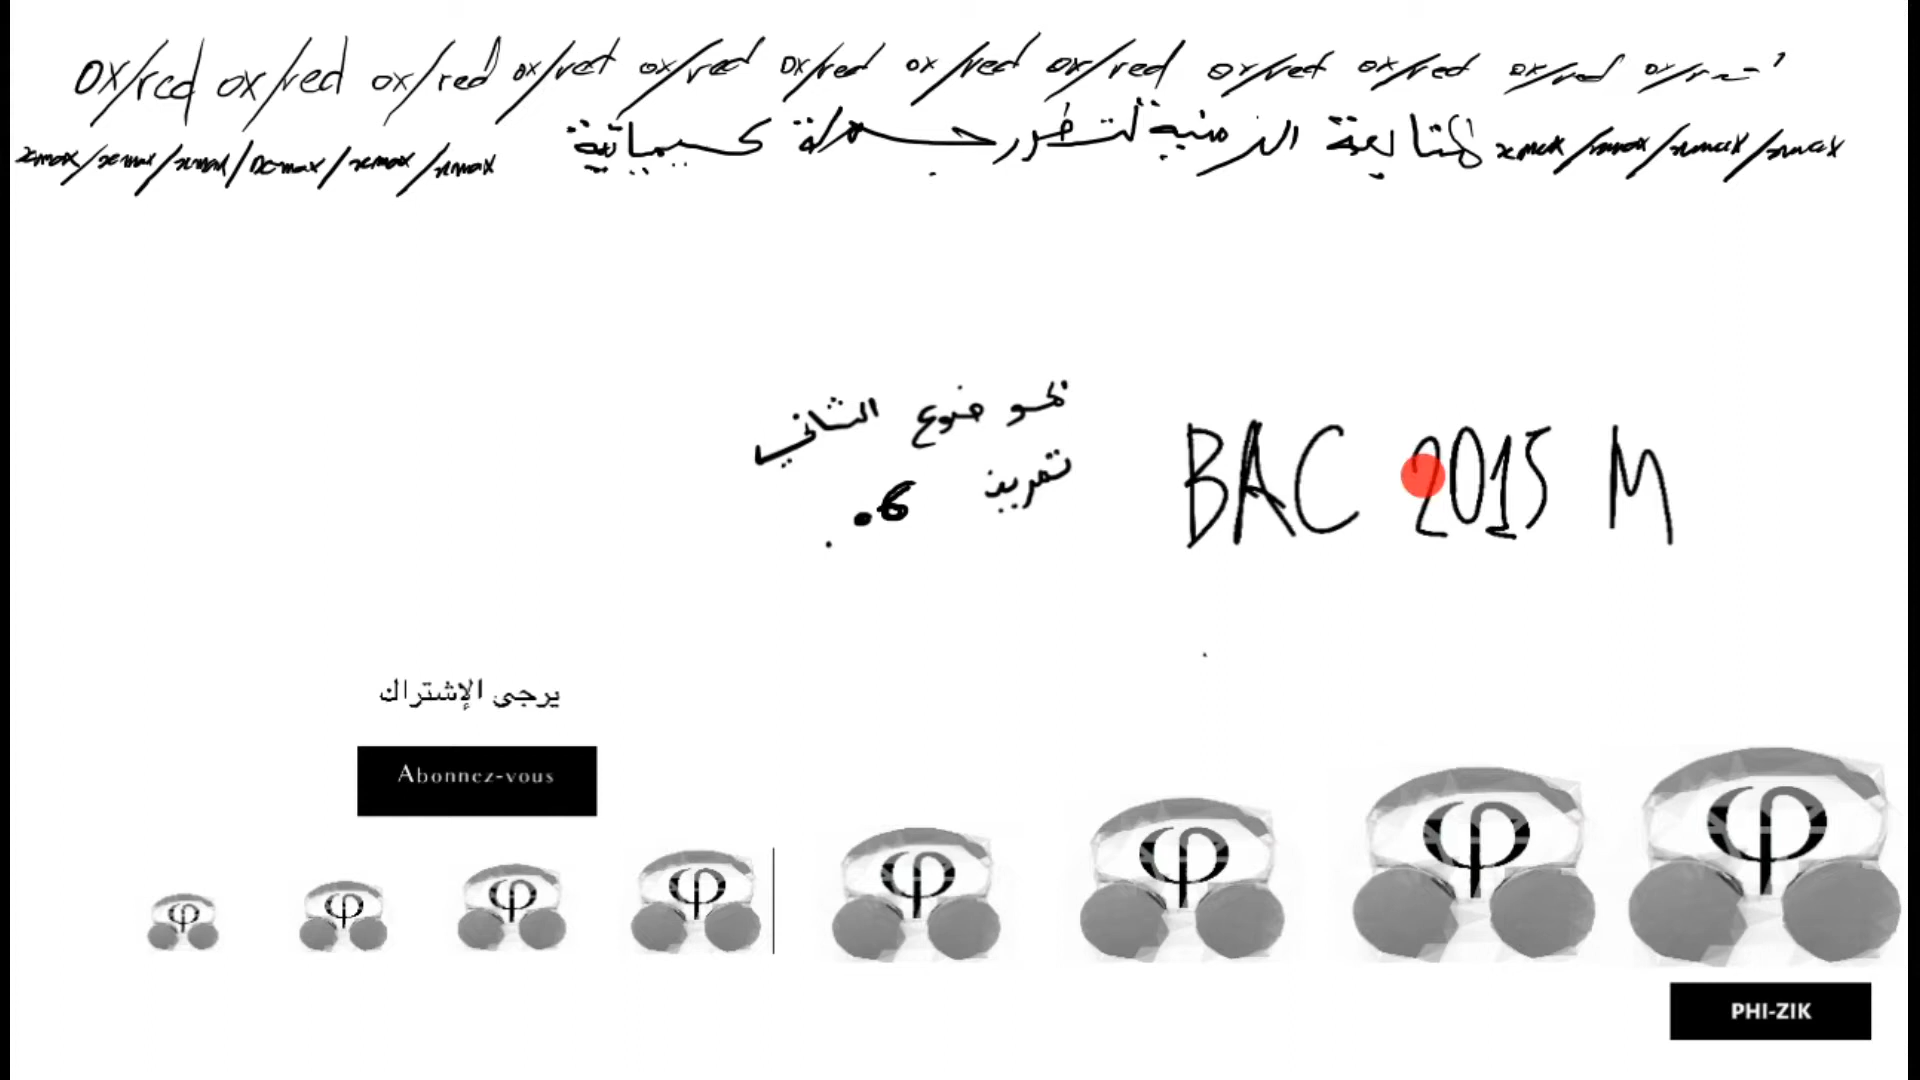 ox/red ox/red ox/red ox/red ox/red ox/red ox/red ox/red ox/red ox/red ox/red
xmax/xmax/xmax/xmax/xmax/xmax المتابعة الزمنية لتطور جملة كيميائية xmax/xmax/xmax/xmax
الموضوع الثاني
تمرين 06
BAC 2015 M
يرجى الإشتراك
Abonnez-vous
φ φ φ φ φ φ φ φ
PHI-ZIK